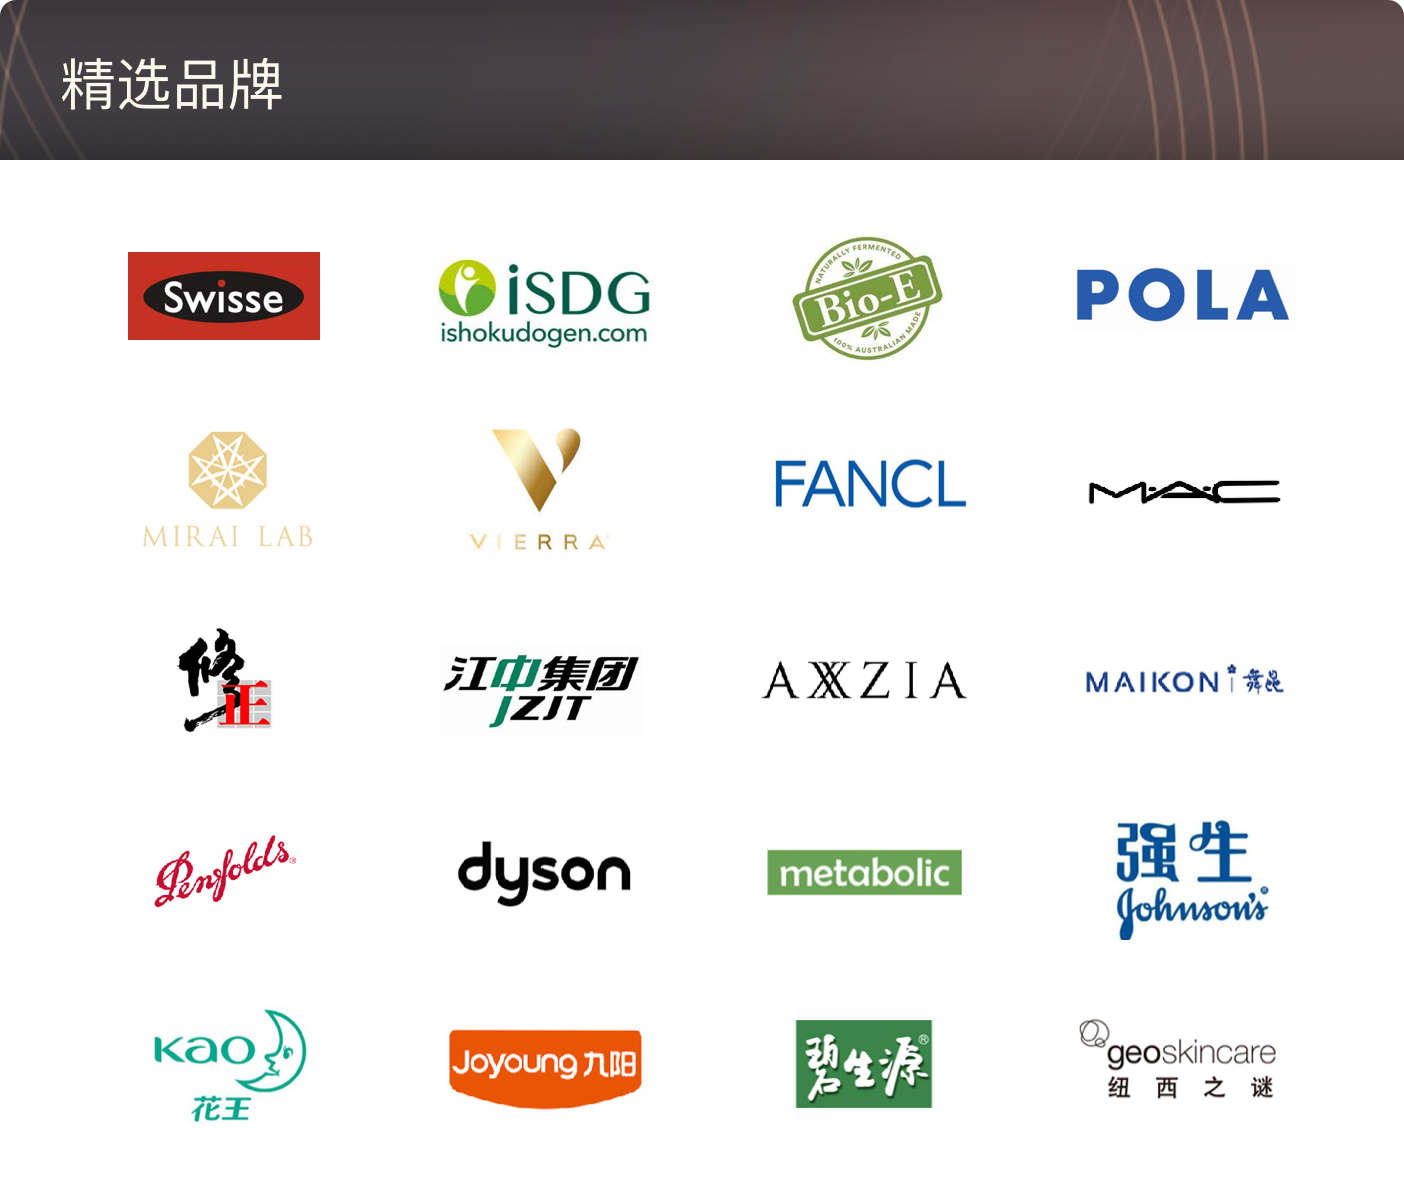 精选品牌
Swisse
iSDG
ishokudogen.com
NATURALLY FERMENTED
Bio-E
100% AUSTRALIAN MADE
POLA
MIRAI LAB
VIERRA
FANCL
MAC
修正
江中集团
JZJT
AXXZIA
MAIKON 舞昆
Penfolds®
dyson
metabolic
强生
Johnson's®
Kao
花王
Joyoung 九阳
碧生源®
geoskincare
纽西之谜